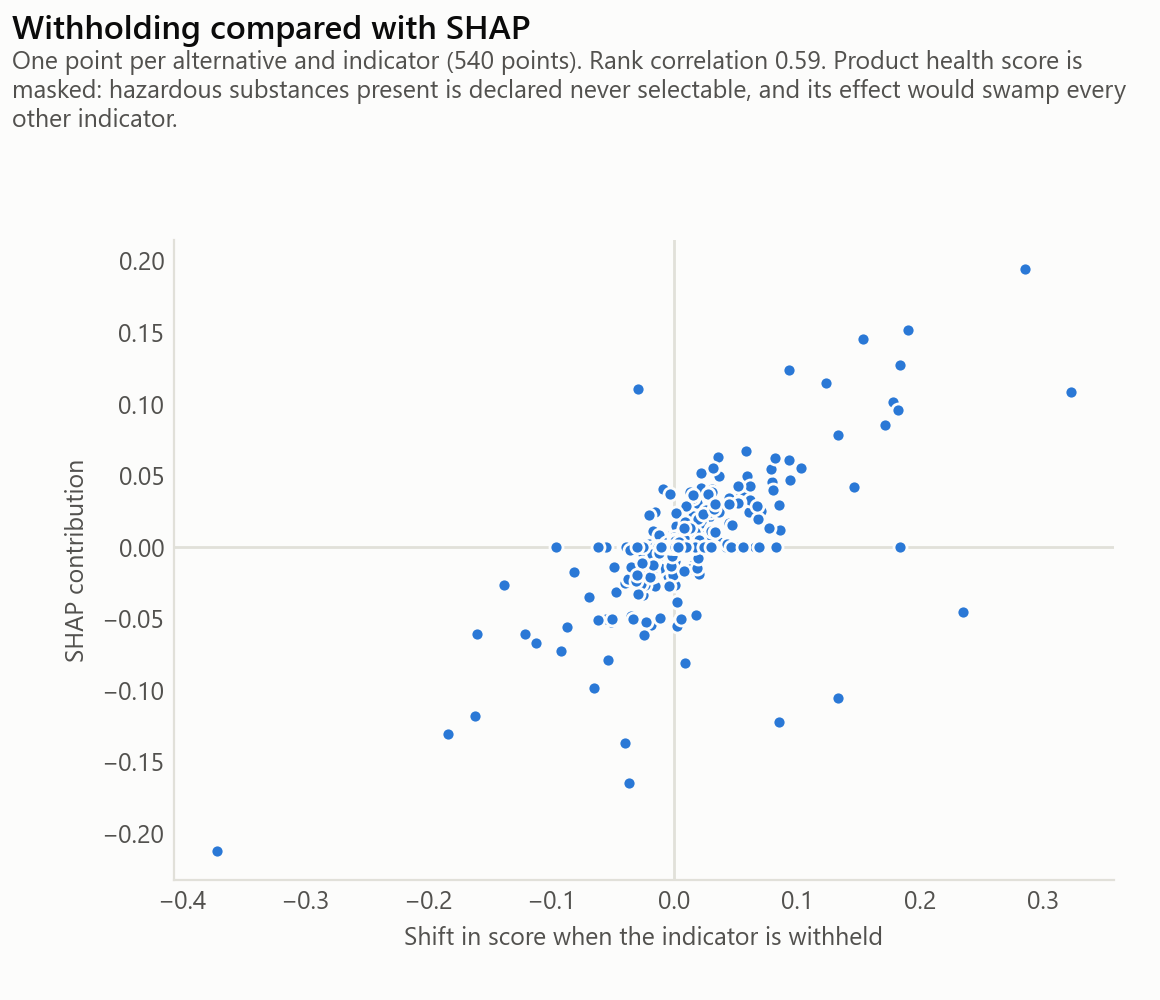 Withholding compared with SHAP
One point per alternative and indicator (540 points). Rank correlation 0.59. Product health score is
masked: hazardous substances present is declared never selectable, and its effect would swamp every
other indicator.
0.20
0.15
0.10
0.05
0.00
−0.05
−0.10
−0.15
−0.20
SHAP contribution
−0.4 −0.3 −0.2 −0.1 0.0 0.1 0.2 0.3
Shift in score when the indicator is withheld